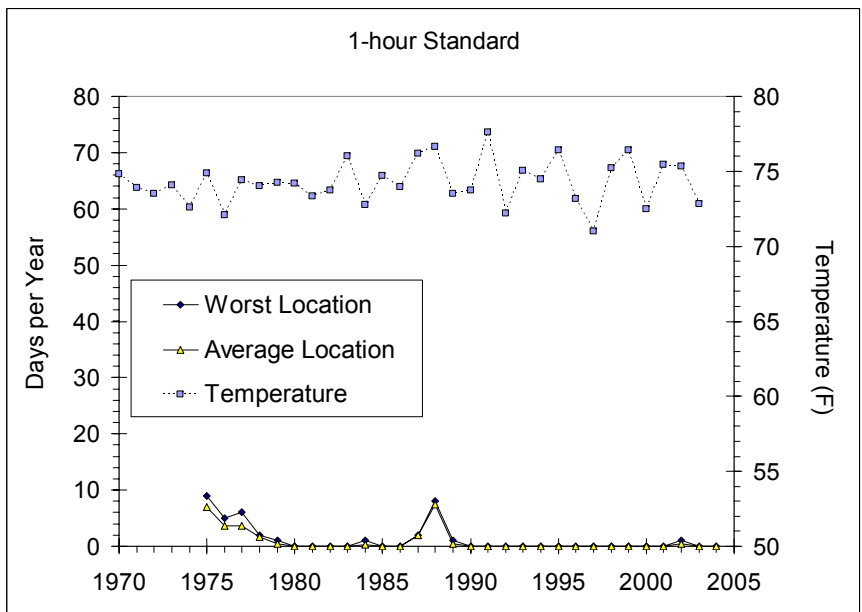 1-hour Standard
80
70
60
50
40
30
20
10
0
Days per Year
80
75
70
65
60
55
50
Temperature (F)
Worst Location
Average Location
Temperature
1970 1975 1980 1985 1990 1995 2000 2005